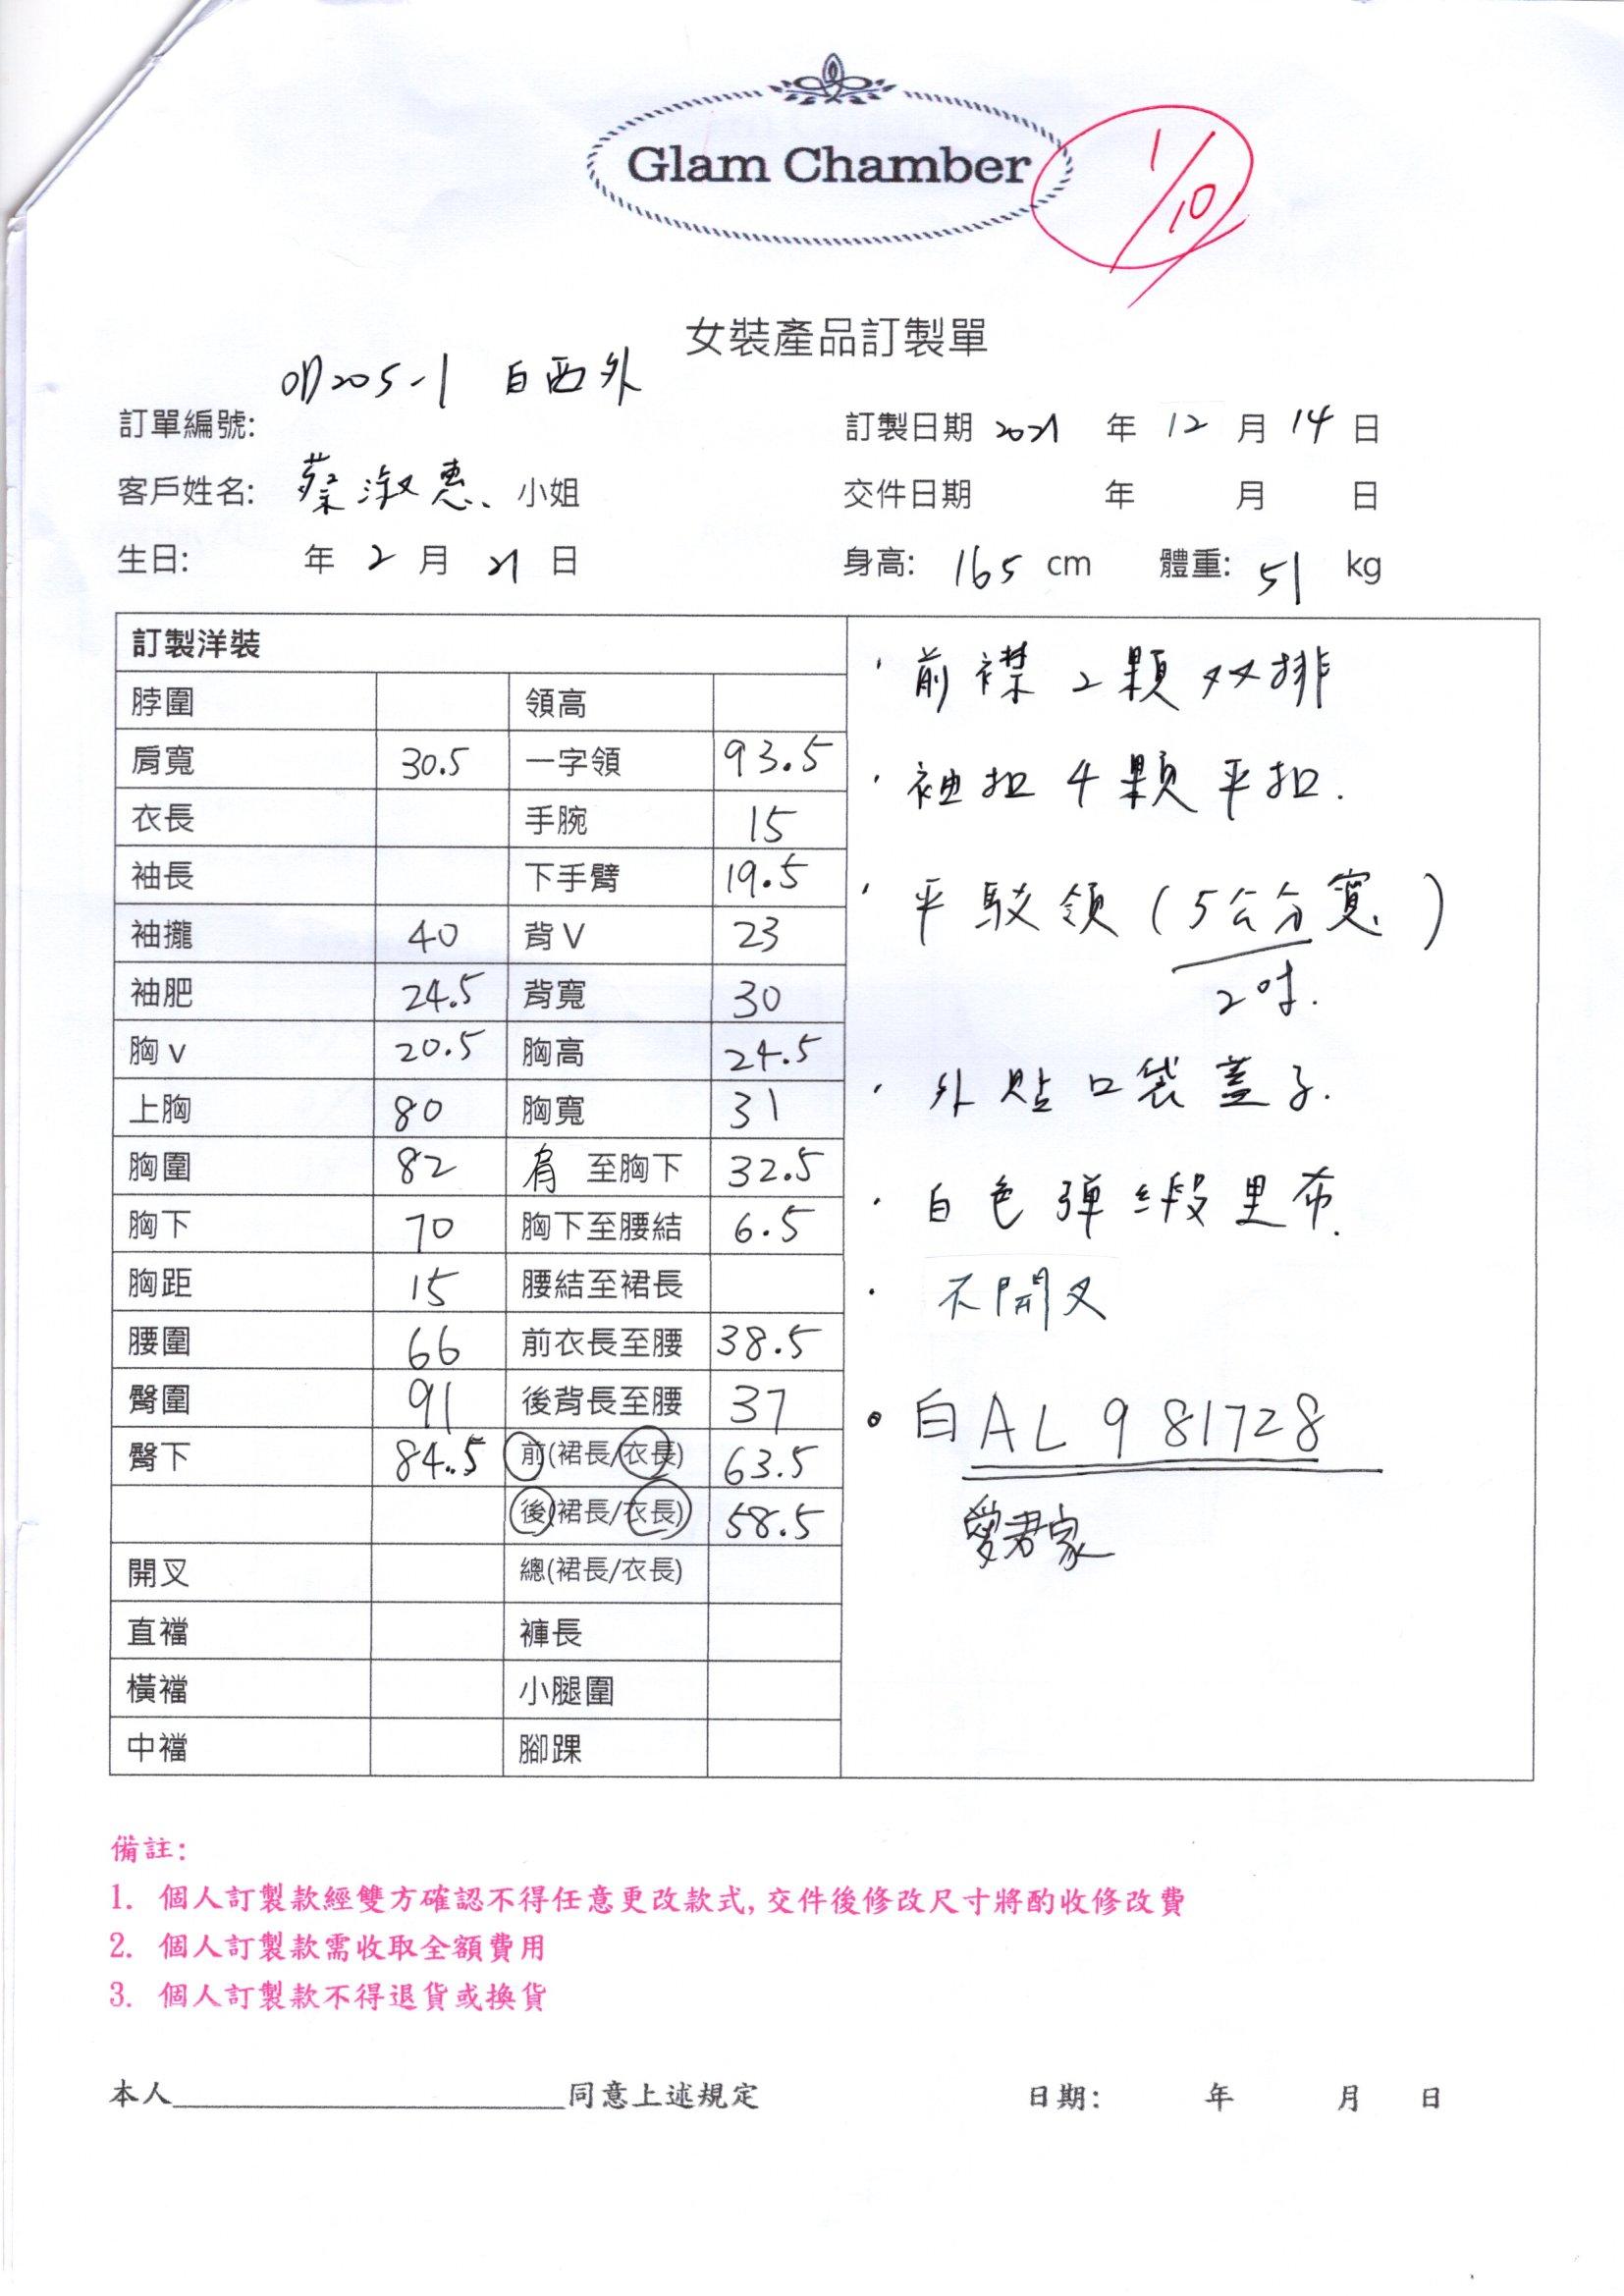 Glam Chamber
1/10
女裝產品訂製單
白西外
訂單編號: 訂製日期 2021 年 12 月 14 日
客戶姓名: 蔡淑惠 小姐 交件日期 年 月 日
生日: 年 2 月 21 日 身高: 165 cm 體重: 51 kg
訂製洋裝
脖圍 領高
肩寬 30.5 一字領 93.5
衣長 手腕 15
袖長 下手臂 19.5
袖攏 40 背V 23
袖肥 24.5 背寬 30
胸v 20.5 胸高 24.5
上胸 80 胸寬 31
胸圍 82 肩 至胸下 32.5
胸下 70 胸下至腰結 6.5
胸距 15 腰結至裙長
腰圍 66 前衣長至腰 38.5
臀圍 91 後背長至腰 37
臀下 84.5 前(裙長/衣長) 63.5
後(裙長/衣長) 58.5
開叉 總(裙長/衣長)
直襠 褲長
橫襠 小腿圍
中襠 腳踝
· 前襟2顆双排
· 袖扣4顆平扣.
· 平駁領(5公分寬)
2吋.
· 外貼口袋蓋子.
· 白色弹缎里布.
· 不開叉
• 白AL981728
愛君家
備註:
1. 個人訂製款經雙方確認不得任意更改款式,交件後修改尺寸將酌收修改費
2. 個人訂製款需收取全額費用
3. 個人訂製款不得退貨或換貨
本人____________________同意上述規定 日期: 年 月 日